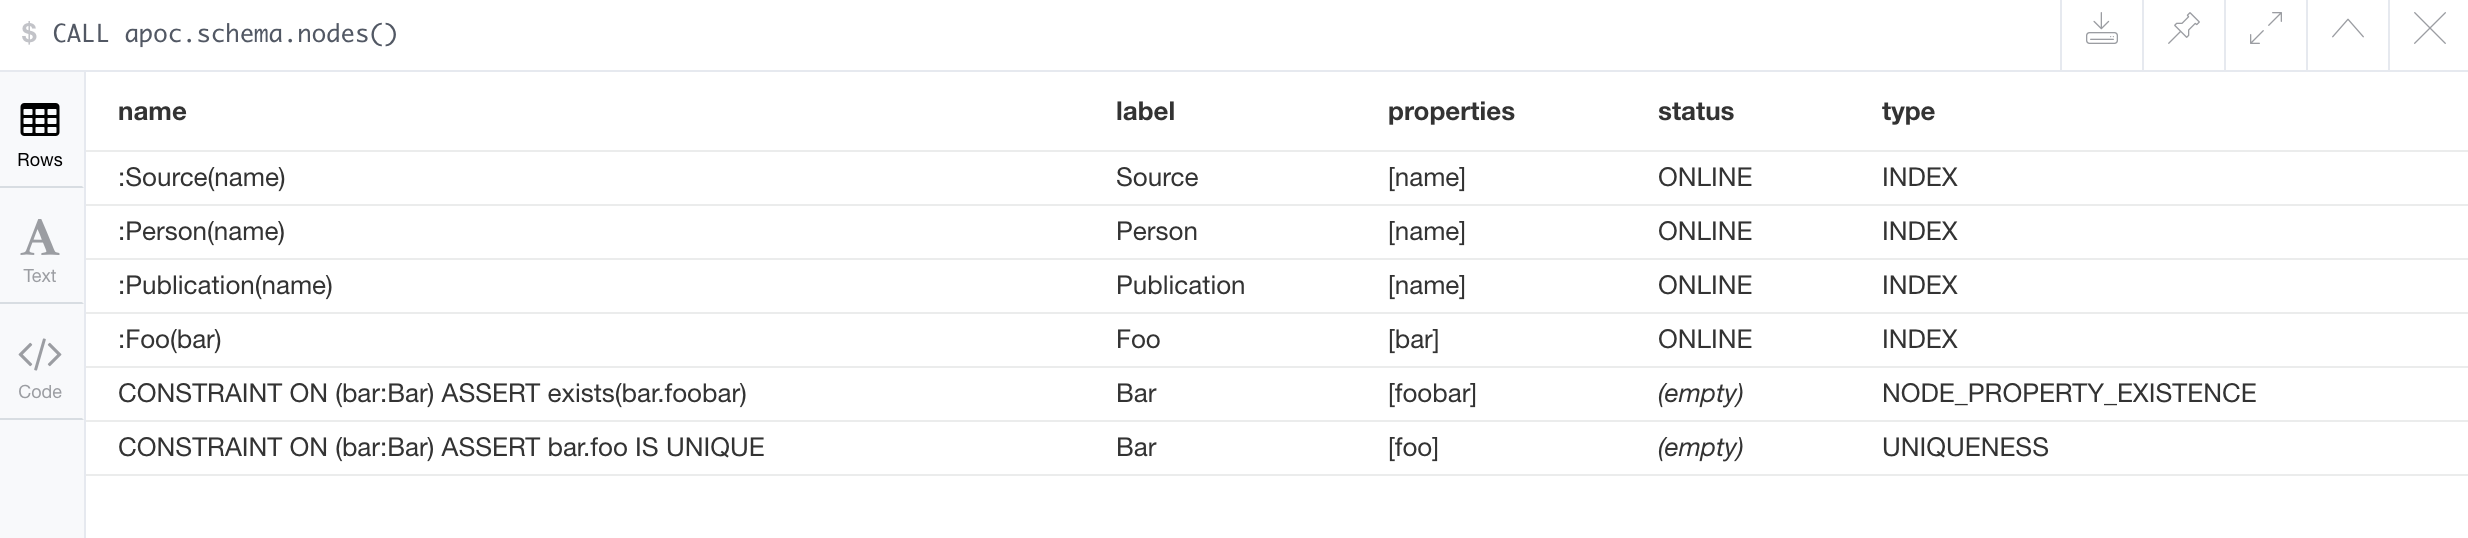 $ CALL apoc.schema.nodes()
name label properties status type
Rows
:Source(name) Source [name] ONLINE INDEX
:Person(name) Person [name] ONLINE INDEX
Text
:Publication(name) Publication [name] ONLINE INDEX
:Foo(bar) Foo [bar] ONLINE INDEX
Code
CONSTRAINT ON (bar:Bar) ASSERT exists(bar.foobar) Bar [foobar] (empty) NODE_PROPERTY_EXISTENCE
CONSTRAINT ON (bar:Bar) ASSERT bar.foo IS UNIQUE Bar [foo] (empty) UNIQUENESS